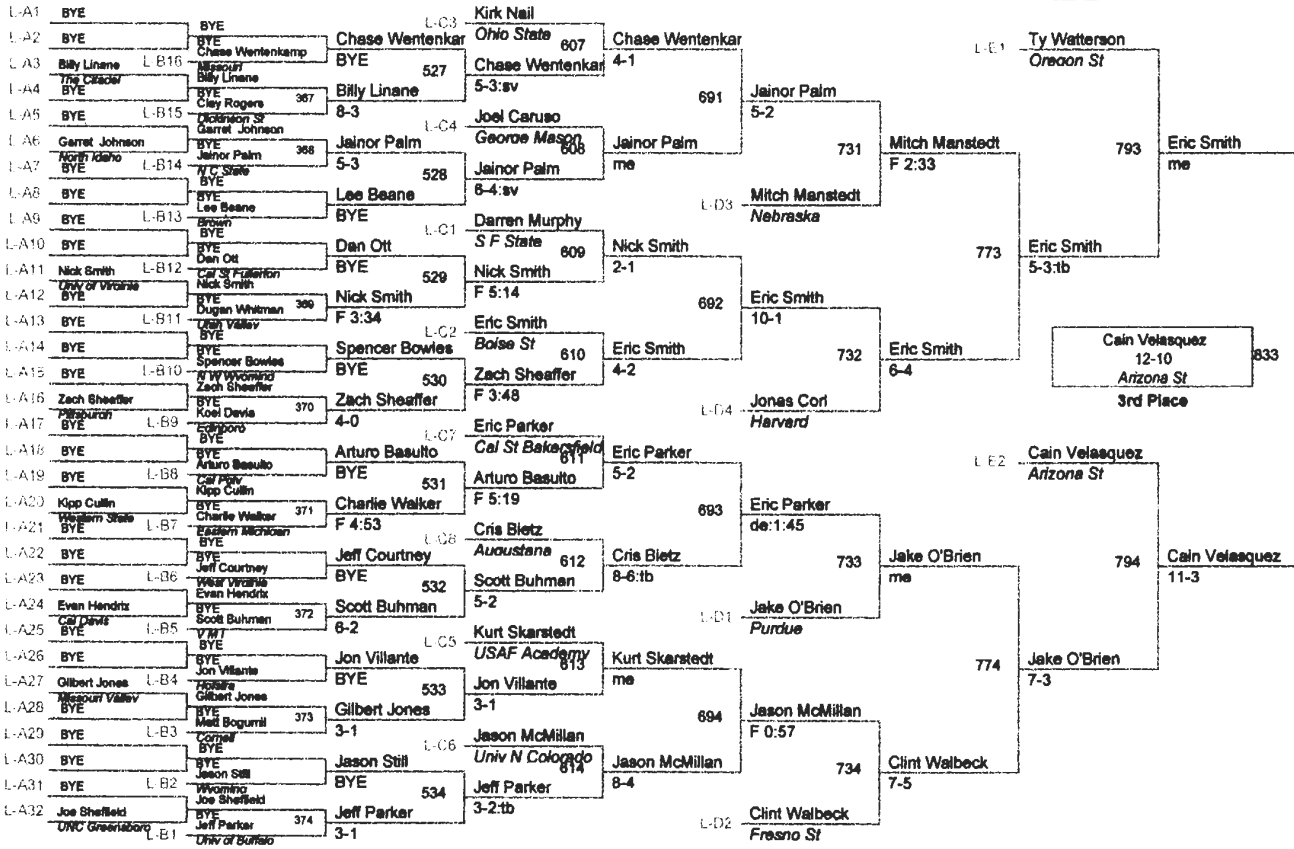 L-A1 BYE
L-A2 BYE
L-A3 Billy Linane
The Citadel
L-A4 BYE
L-A5 BYE
L-A6 Garret Johnson
North Idaho
L-A7 BYE
L-A8 BYE
L-A9 BYE
L-A10 BYE
L-A11 Nick Smith
Univ of Virginia
L-A12 BYE
L-A13 BYE
L-A14 BYE
L-A15 BYE
L-A16 Zach Sheaffer
Pittsburgh
L-A17 BYE
L-A18 BYE
L-A19 BYE
L-A20 Kipp Cullin
Western State
L-A21 BYE
L-A22 BYE
L-A23 BYE
L-A24 Evan Hendrix
Cal Davis
L-A25 BYE
L-A26 BYE
L-A27 Gilbert Jones
Missouri Valley
L-A28 BYE
L-A29 BYE
L-A30 BYE
L-A31 BYE
L-A32 Joe Sheffield
UNC Greensboro
BYE
BYE
L-B16 Chase Wentenkamp
Missouri
Billy Linane
BYE 367
L-B15 Clay Rogers
Dickinson St
Garret Johnson
BYE 368
L-B14 Jainor Palm
N C State
BYE
BYE
L-B13 Lee Beane
Brown
BYE
BYE
L-B12 Dan Ott
Cal St Fullerton
Nick Smith
BYE 369
L-B11 Dugan Whitman
Utah Valley
BYE
BYE
L-B10 Spencer Bowles
N W Wyoming
Zach Sheaffer
BYE 370
L-B9 Koel Davia
Edinboro
BYE
BYE
L-B8 Arturo Basulto
Cal Poly
Kipp Cullin
BYE 371
L-B7 Charlie Walker
Eastern Michigan
BYE
BYE
L-B6 Jeff Courtney
West Virginia
Evan Hendrix
BYE 372
L-B5 Scott Buhman
V M I
BYE
BYE
L-B4 Jon Villante
Hofstra
Gilbert Jones
BYE 373
L-B3 Matt Bogumil
Cornell
BYE
BYE
L-B2 Jason Still
Wyoming
Joe Sheffield
BYE 374
L-B1 Jeff Parker
Univ of Buffalo
Chase Wentenkar
BYE 527
Billy Linane
8-3
Jainor Palm
5-3 528
Lee Beane
BYE
Dan Ott
BYE 529
Nick Smith
F 3:34
Spencer Bowles
BYE 530
Zach Sheaffer
4-0
Arturo Basulto
BYE 531
Charlie Walker
F 4:53
Jeff Courtney
BYE 532
Scott Buhman
6-2
Jon Villante
BYE 533
Gilbert Jones
3-1
Jason Still
BYE 534
Jeff Parker
3-1
L-C3 Kirk Nail
Ohio State 607
Chase Wentenkar
5-3:sv
L-C4 Joel Caruso
George Mason 608
Jainor Palm
6-4:sv
L-C1 Darren Murphy
S F State 609
Nick Smith
F 5:14
L-C2 Eric Smith
Boise St 610
Zach Sheaffer
F 3:48
L-C7 Eric Parker
Cal St Bakersfield 611
Arturo Basulto
F 5:19
L-C8 Cris Bletz
Augustana 612
Scott Buhman
5-2
L-C5 Kurt Skarstedt
USAF Academy 613
Jon Villante
3-1
L-C6 Jason McMillan
Univ N Colorado 614
Jeff Parker
3-2:tb
Chase Wentenkar
4-1
691
Jainor Palm
me
Nick Smith
2-1
692
Eric Smith
4-2
Eric Parker
5-2
693
Cris Bletz
8-6:tb
Kurt Skarstedt
me
694
Jason McMillan
8-4
Jainor Palm
5-2
731
L-D3 Mitch Manstedt
Nebraska
Eric Smith
10-1
732
L-D4 Jonas Corl
Harvard
Eric Parker
de:1:45
733
L-D1 Jake O'Brien
Purdue
Jason McMillan
F 0:57
734
L-D2 Clint Walbeck
Fresno St
Mitch Manstedt
F 2:33
773
Eric Smith
6-4
Jake O'Brien
me
774
Clint Walbeck
7-5
L-E1 Ty Watterson
Oregon St
793
Eric Smith
5-3:tb
Cain Velasquez
12-10 833
Arizona St
3rd Place
L-E2 Cain Velasquez
Arizona St
794
Jake O'Brien
7-3
Eric Smith
me
Cain Velasquez
11-3